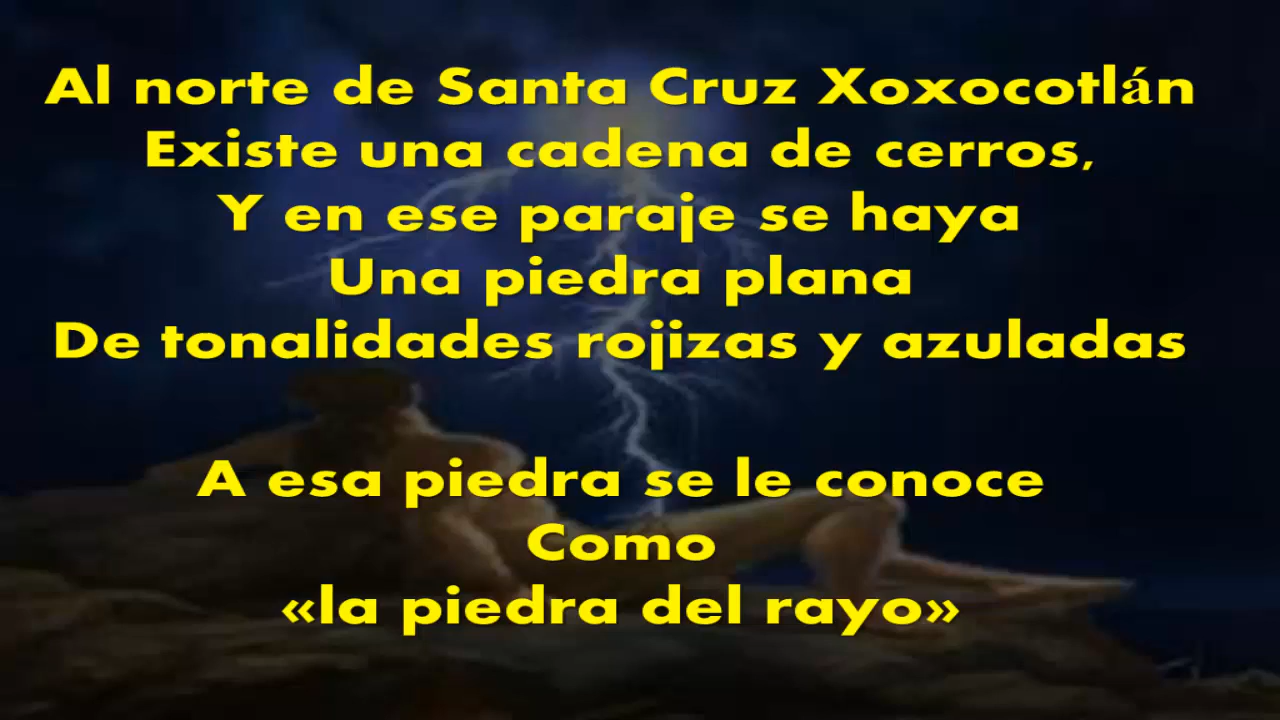 Al norte de Santa Cruz Xoxocotlán
Existe una cadena de cerros,
Y en ese paraje se haya
Una piedra plana
De tonalidades rojizas y azuladas
A esa piedra se le conoce
Como
«la piedra del rayo»